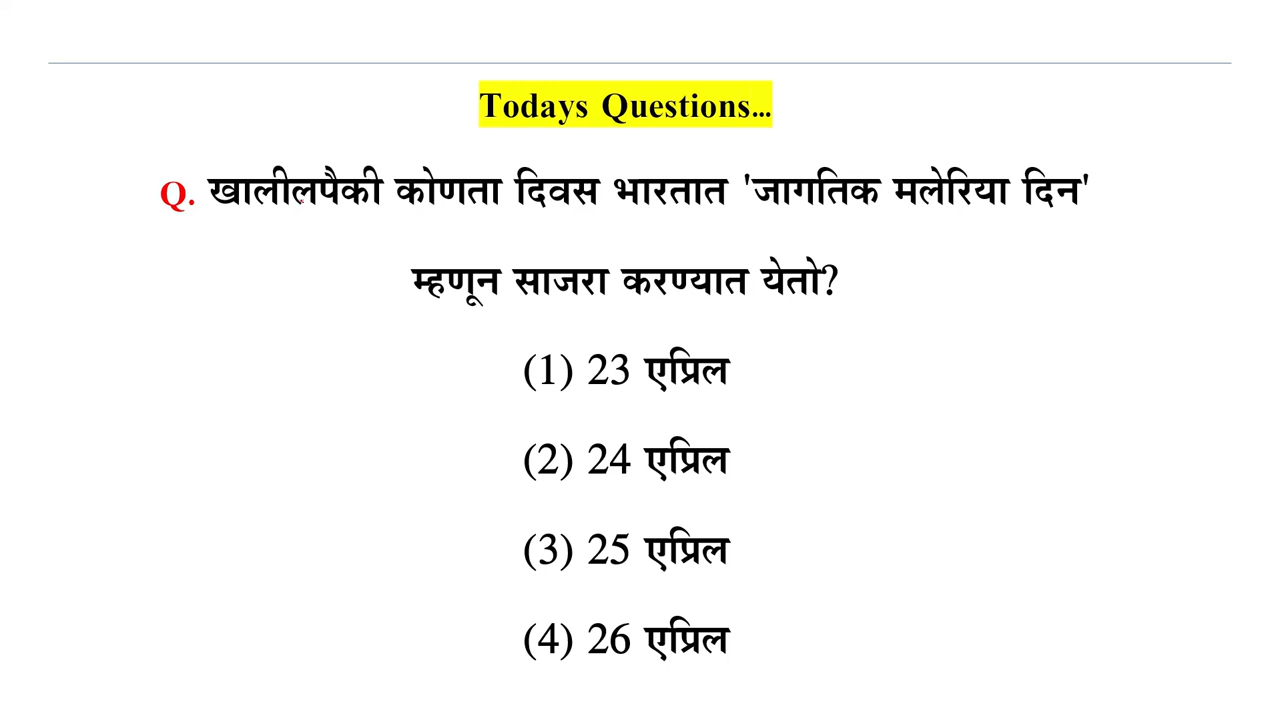 Todays Questions...
Q. खालीलपैकी कोणता दिवस भारतात 'जागतिक मलेरिया दिन'
म्हणून साजरा करण्यात येतो?
(1) 23 एप्रिल
(2) 24 एप्रिल
(3) 25 एप्रिल
(4) 26 एप्रिल